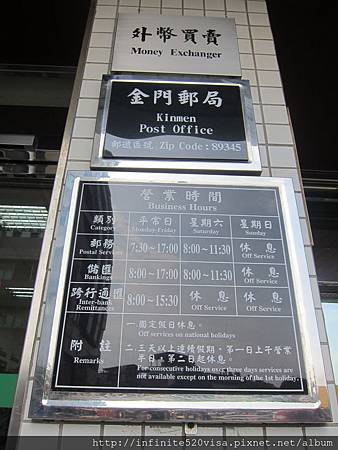 外幣買賣
Money Exchanger
金門郵局
Kinmen
Post Office
郵遞區號 Zip Code：89345
營業時間
Business Hours
類別 平常日 星期六 星期日
Category Monday-Friday Saturday Sunday
郵務 7:30~17:00 8:00~11:30 休息
Postal Services Off Service
儲匯 8:00~17:00 8:00~11:30 休息
Bankings Off Service
跨行通匯 8:00~15:30 休息 休息
Inter-bank Remittances Off Service Off Service
附註
Remarks
一.國定假日休息。
Off services on national holidays
二.三天以上連續假期，第一日上午營業
半日，第二日起休息。
For consecutive holidays over three days services are
not available except on the morning of the 1st holiday.
http://infinite520visa.pixnet.net/album